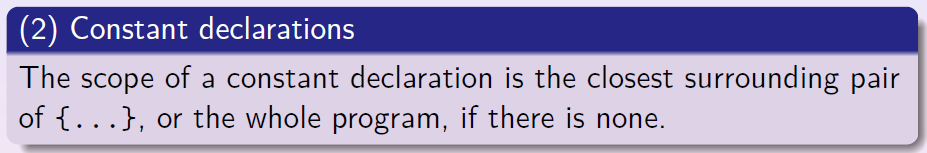 (2) Constant declarations
The scope of a constant declaration is the closest surrounding pair
of {...}, or the whole program, if there is none.